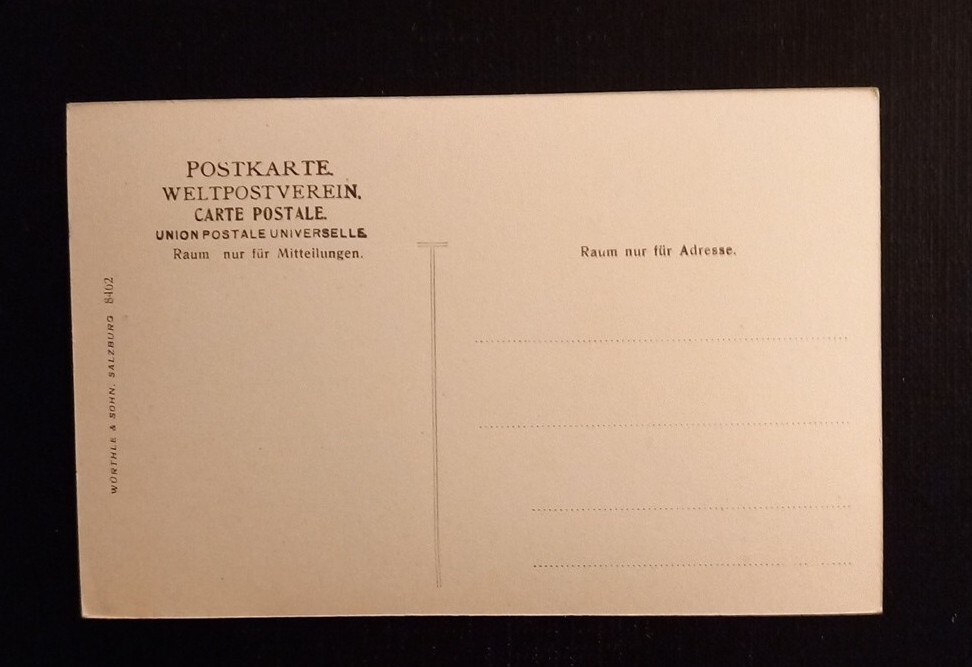 POSTKARTE.
WELTPOSTVEREIN.
CARTE POSTALE.
UNION POSTALE UNIVERSELLE.
Raum nur für Mitteilungen.
Raum nur für Adresse.
WÜRTHLE & SOHN, SALZBURG 8402